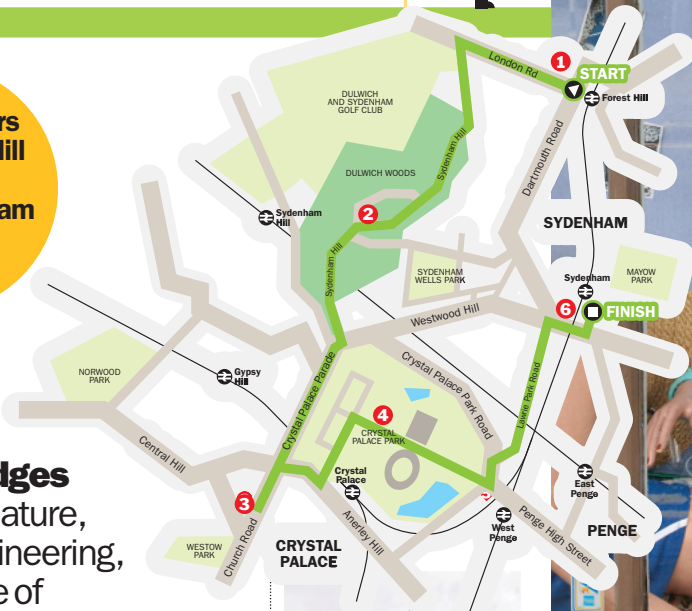 1
London Rd
START
Forest Hill
DULWICH
AND SYDENHAM
GOLF CLUB
Dartmouth Road
Sydenham Hill
DULWICH WOODS
2
Sydenham
Hill
SYDENHAM
Sydenham Hill
SYDENHAM
WELLS PARK
Sydenham
MAYOW
PARK
6
FINISH
Westwood Hill
Gypsy
Hill
NORWOOD
PARK
Crystal Palace Parade
Crystal Palace Park Road
Lawrie Park Road
4
CRYSTAL
PALACE PARK
Central Hill
Crystal
Palace
3
East
Penge
West
Penge
Penge High Street
PENGE
Anerley Hill
Church Road
WESTOW
PARK
CRYSTAL
PALACE
Hill
am
dges
ature,
ineering,
e of